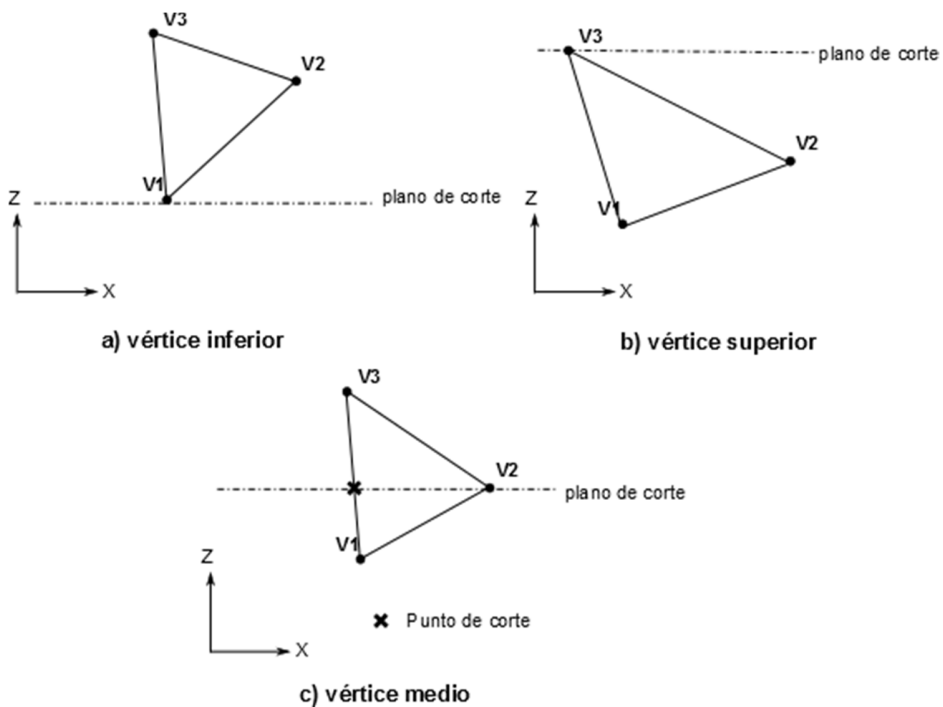 V3
V2
V1
Z
plano de corte
X
a) vértice inferior
V3
plano de corte
V2
V1
Z
X
b) vértice superior
V3
V2
plano de corte
V1
Z
X
Punto de corte
c) vértice medio